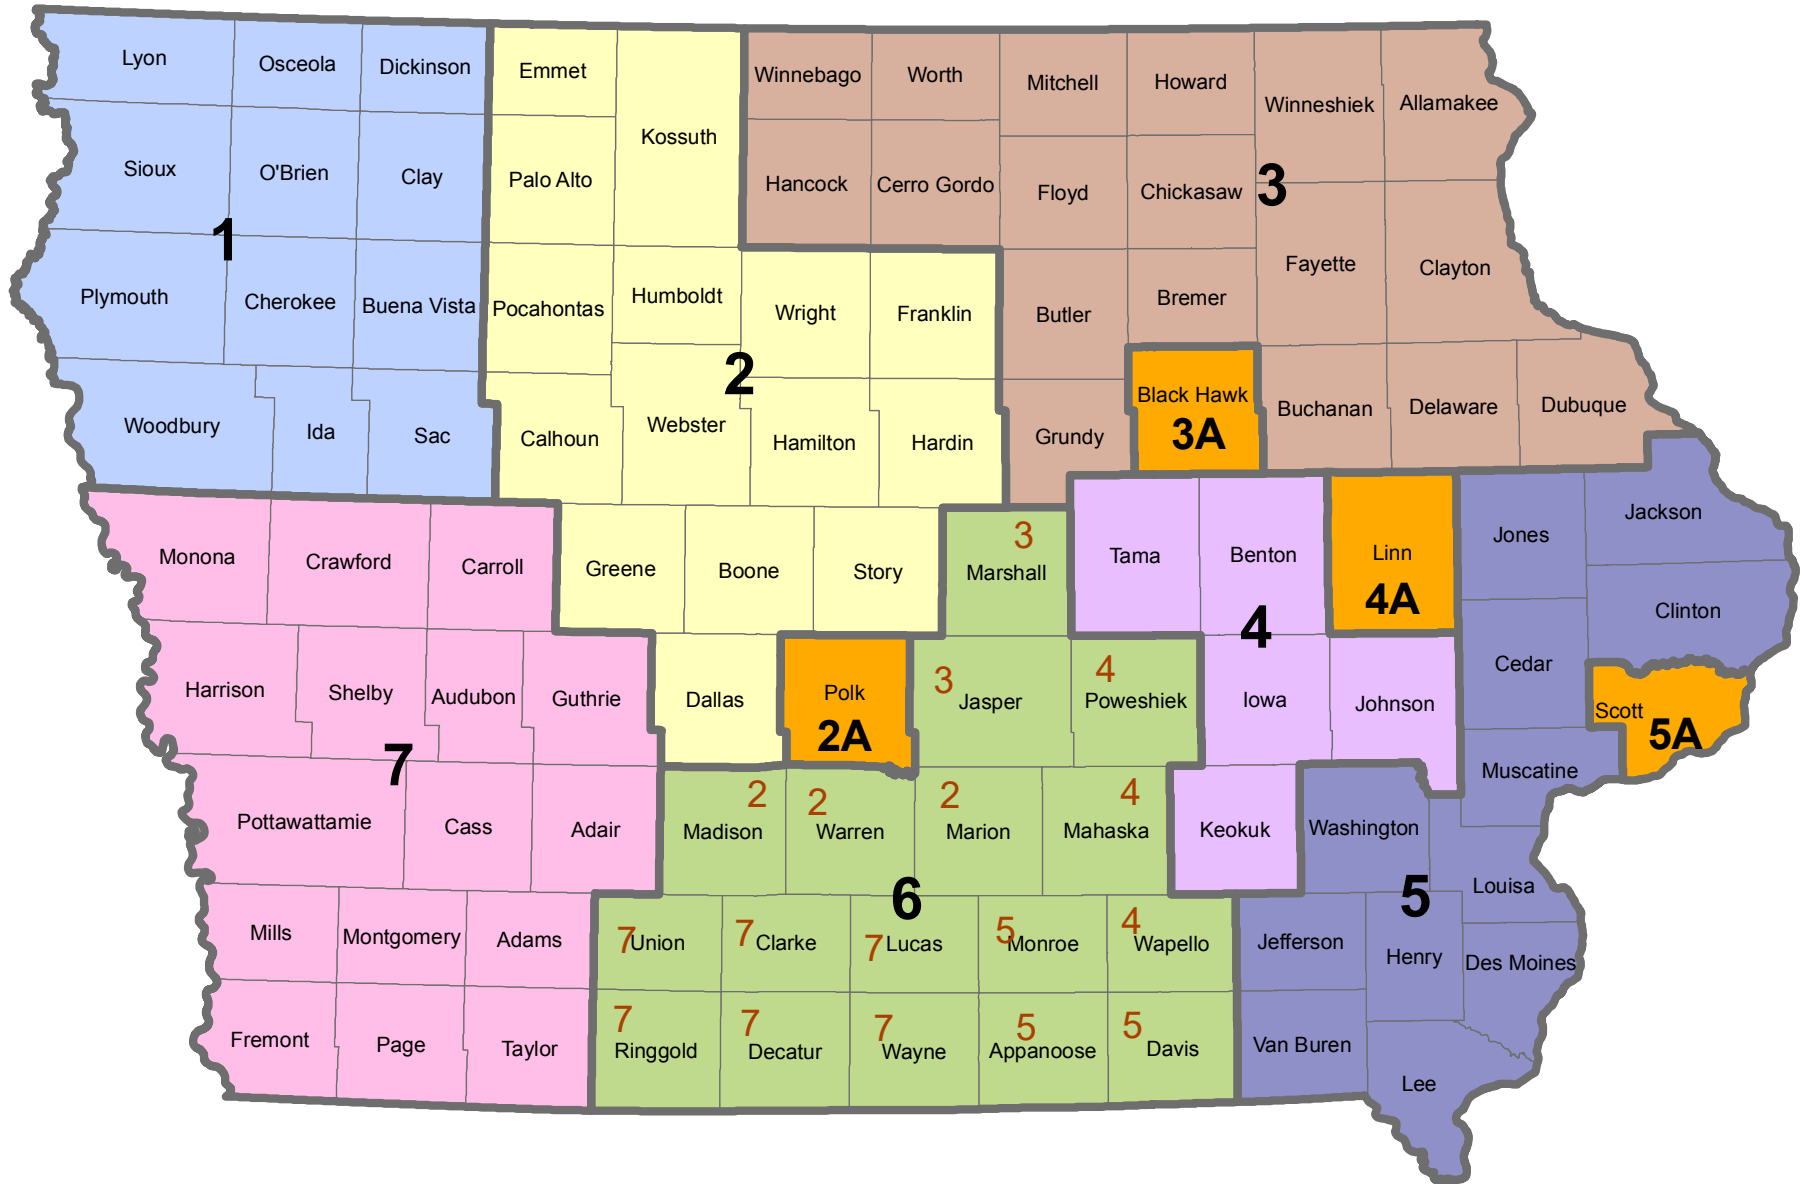 Lyon
Osceola
Dickinson
Emmet
Kossuth
Winnebago
Worth
Mitchell
Howard
Winneshiek
Allamakee
Sioux
O'Brien
Clay
Palo Alto
Hancock
Cerro Gordo
Floyd
Chickasaw
3
1
Plymouth
Cherokee
Buena Vista
Pocahontas
Humboldt
Wright
Franklin
Butler
Bremer
Fayette
Clayton
2
Woodbury
Ida
Sac
Calhoun
Webster
Hamilton
Hardin
Grundy
Black Hawk
3A
Buchanan
Delaware
Dubuque
Monona
Crawford
Carroll
Greene
Boone
Story
3
Marshall
Tama
Benton
Linn
4A
Jones
Jackson
Clinton
4
Harrison
Shelby
Audubon
Guthrie
Dallas
Polk
2A
3
Jasper
4
Poweshiek
Iowa
Johnson
Cedar
Scott
5A
7
Pottawattamie
Cass
Adair
2
Madison
2
Warren
2
Marion
4
Mahaska
Keokuk
Washington
Muscatine
Louisa
6
5
Mills
Montgomery
Adams
7
Union
7
Clarke
7
Lucas
5
Monroe
4
Wapello
Jefferson
Henry
Des Moines
Fremont
Page
Taylor
7
Ringgold
7
Decatur
7
Wayne
5
Appanoose
5
Davis
Van Buren
Lee